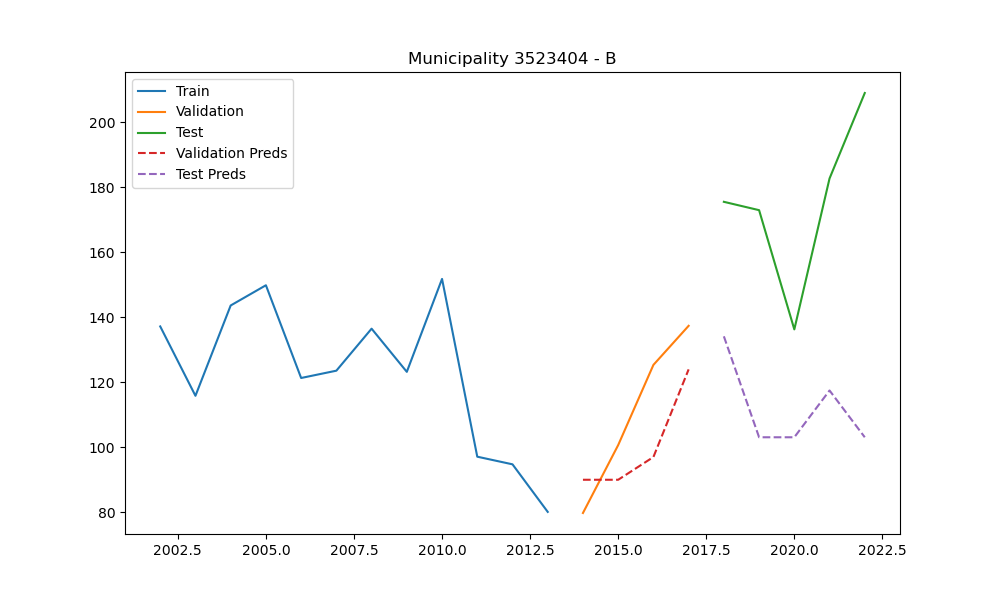 Municipality 3523404 - B
Train
Validation
Test
Validation Preds
Test Preds
200
180
160
140
120
100
80
2002.5 2005.0 2007.5 2010.0 2012.5 2015.0 2017.5 2020.0 2022.5